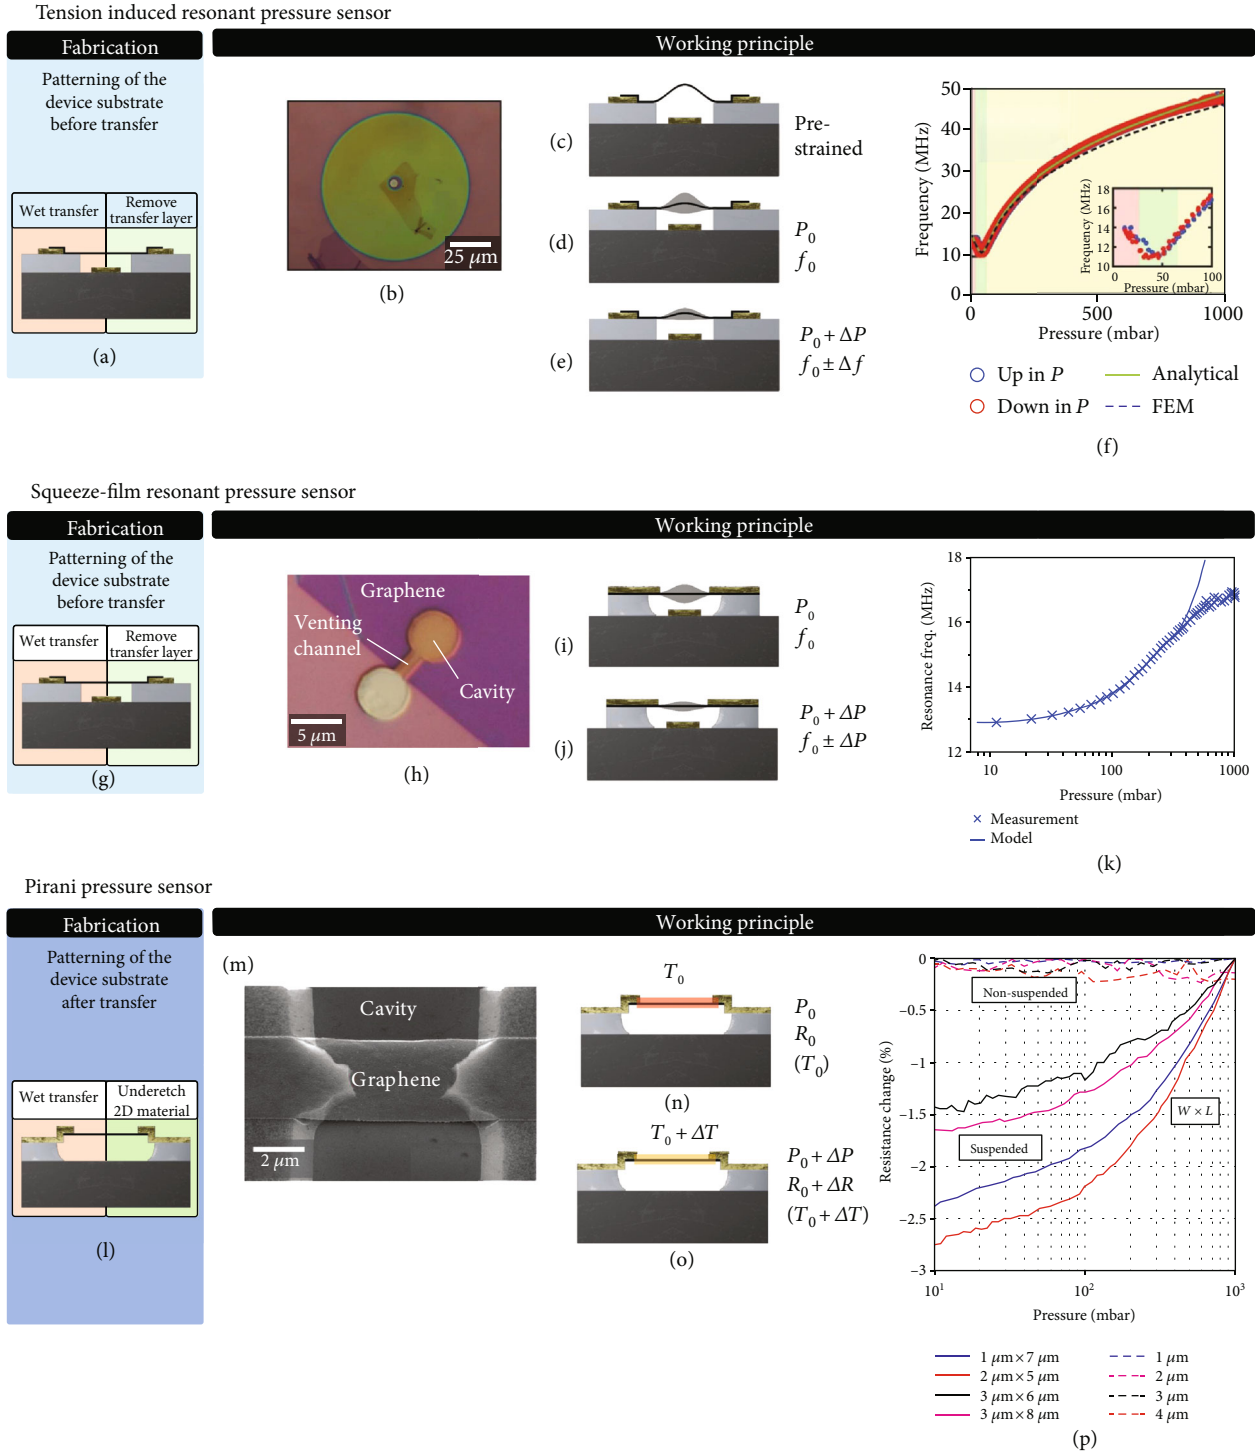 Tension induced resonant pressure sensor
Fabrication
Working principle
Patterning of the
device substrate
before transfer
Wet transfer
Remove
transfer layer
(a)
25 μm
(b)
(c)
Pre-
strained
(d)
P0
f0
(e)
P0 + ΔP
f0 ± Δf
Frequency (MHz)
50
40
30
20
10
0
0
500
1000
Pressure (mbar)
Frequency (MHz)
18
16
14
12
10
0
50
100
Pressure (mbar)
Up in P
Analytical
Down in P
FEM
(f)
Squeeze-film resonant pressure sensor
Fabrication
Working principle
Patterning of the
device substrate
before transfer
Wet transfer
Remove
transfer layer
(g)
Graphene
Venting
channel
Cavity
5 μm
(h)
(i)
P0
f0
(j)
P0 + ΔP
f0 ± ΔP
Resonance freq. (MHz)
18
16
14
12
10
100
1000
Pressure (mbar)
Measurement
Model
(k)
Pirani pressure sensor
Fabrication
Working principle
Patterning of the
device substrate
after transfer
Wet transfer
Underetch
2D material
(l)
(m)
Cavity
Graphene
2 μm
T0
P0
R0
(T0)
(n)
T0 + ΔT
P0 + ΔP
R0 + ΔR
(T0 + ΔT)
(o)
Resistance change (%)
0
−0.5
−1
−1.5
−2
−2.5
−3
Non-suspended
W × L
Suspended
10¹
10²
10³
Pressure (mbar)
1 μm × 7 μm
1 μm
2 μm × 5 μm
2 μm
3 μm × 6 μm
3 μm
3 μm × 8 μm
4 μm
(p)